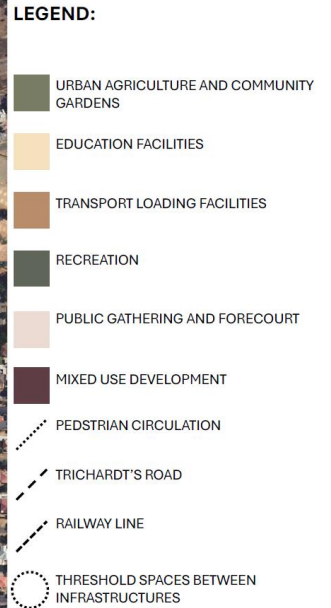 LEGEND:
URBAN AGRICULTURE AND COMMUNITY
GARDENS
EDUCATION FACILITIES
TRANSPORT LOADING FACILITIES
RECREATION
PUBLIC GATHERING AND FORECOURT
MIXED USE DEVELOPMENT
PEDSTRIAN CIRCULATION
TRICHARDT'S ROAD
RAILWAY LINE
THRESHOLD SPACES BETWEEN
INFRASTRUCTURES